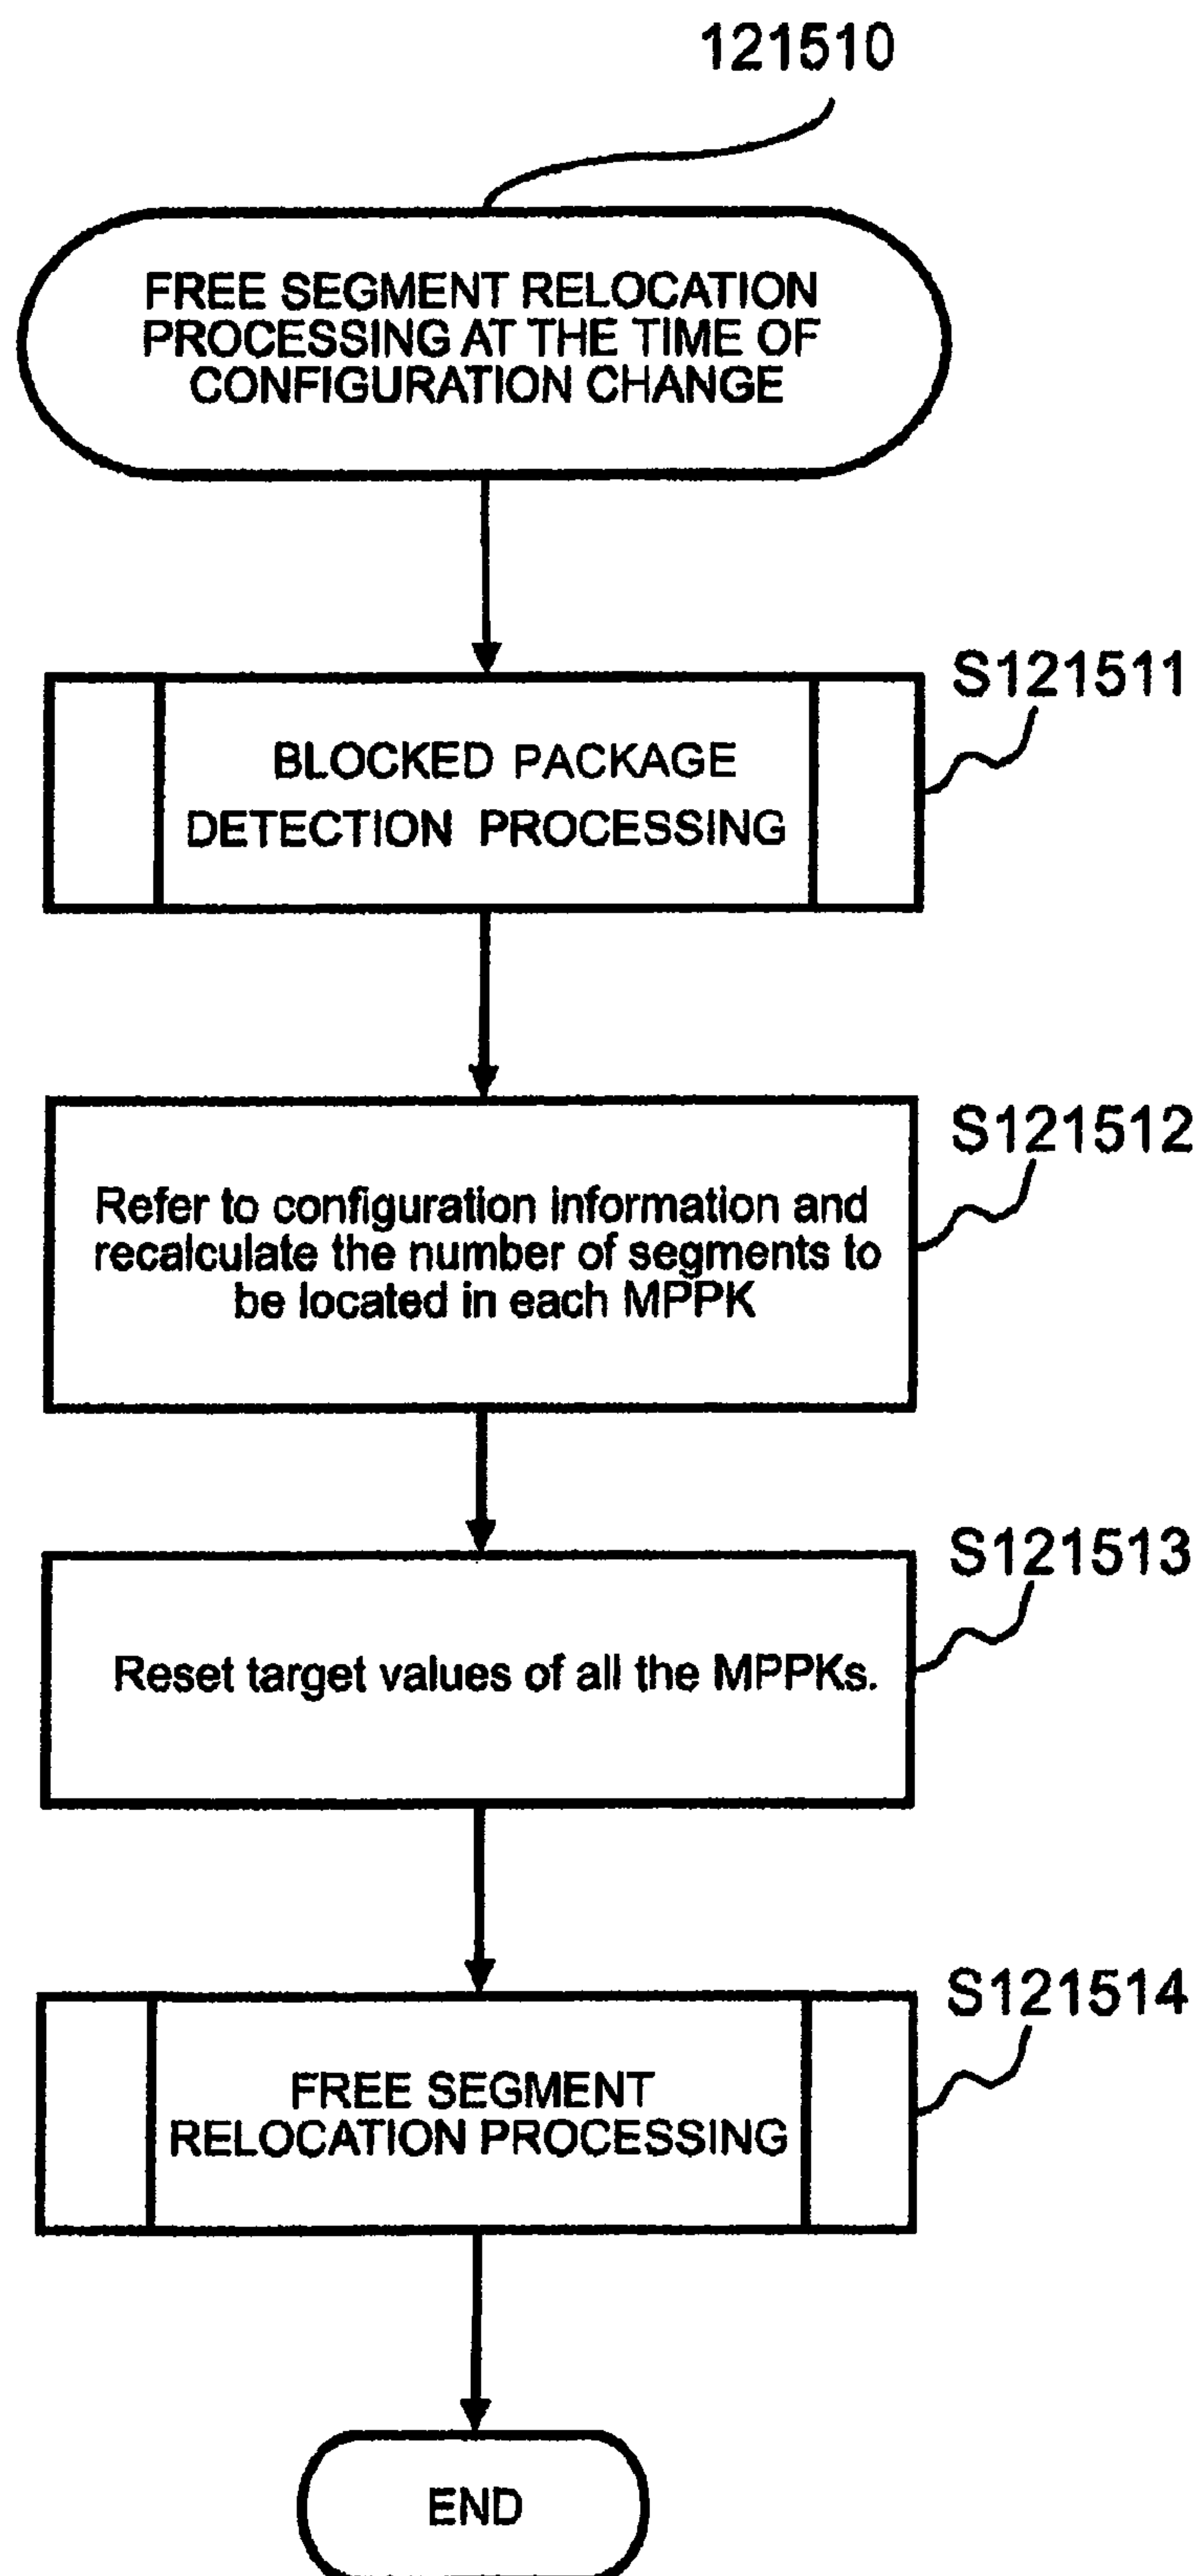 121510
FREE SEGMENT RELOCATION
PROCESSING AT THE TIME OF
CONFIGURATION CHANGE
S121511
BLOCKED PACKAGE
DETECTION PROCESSING
S121512
Refer to configuration information and
recalculate the number of segments to
be located in each MPPK
S121513
Reset target values of all the MPPKs.
S121514
FREE SEGMENT
RELOCATION PROCESSING
END